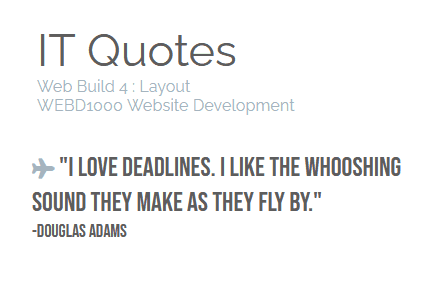 IT Quotes
Web Build 4 : Layout
WEBD1000 Website Development
"I LOVE DEADLINES. I LIKE THE WHOOSHING
SOUND THEY MAKE AS THEY FLY BY."
-DOUGLAS ADAMS